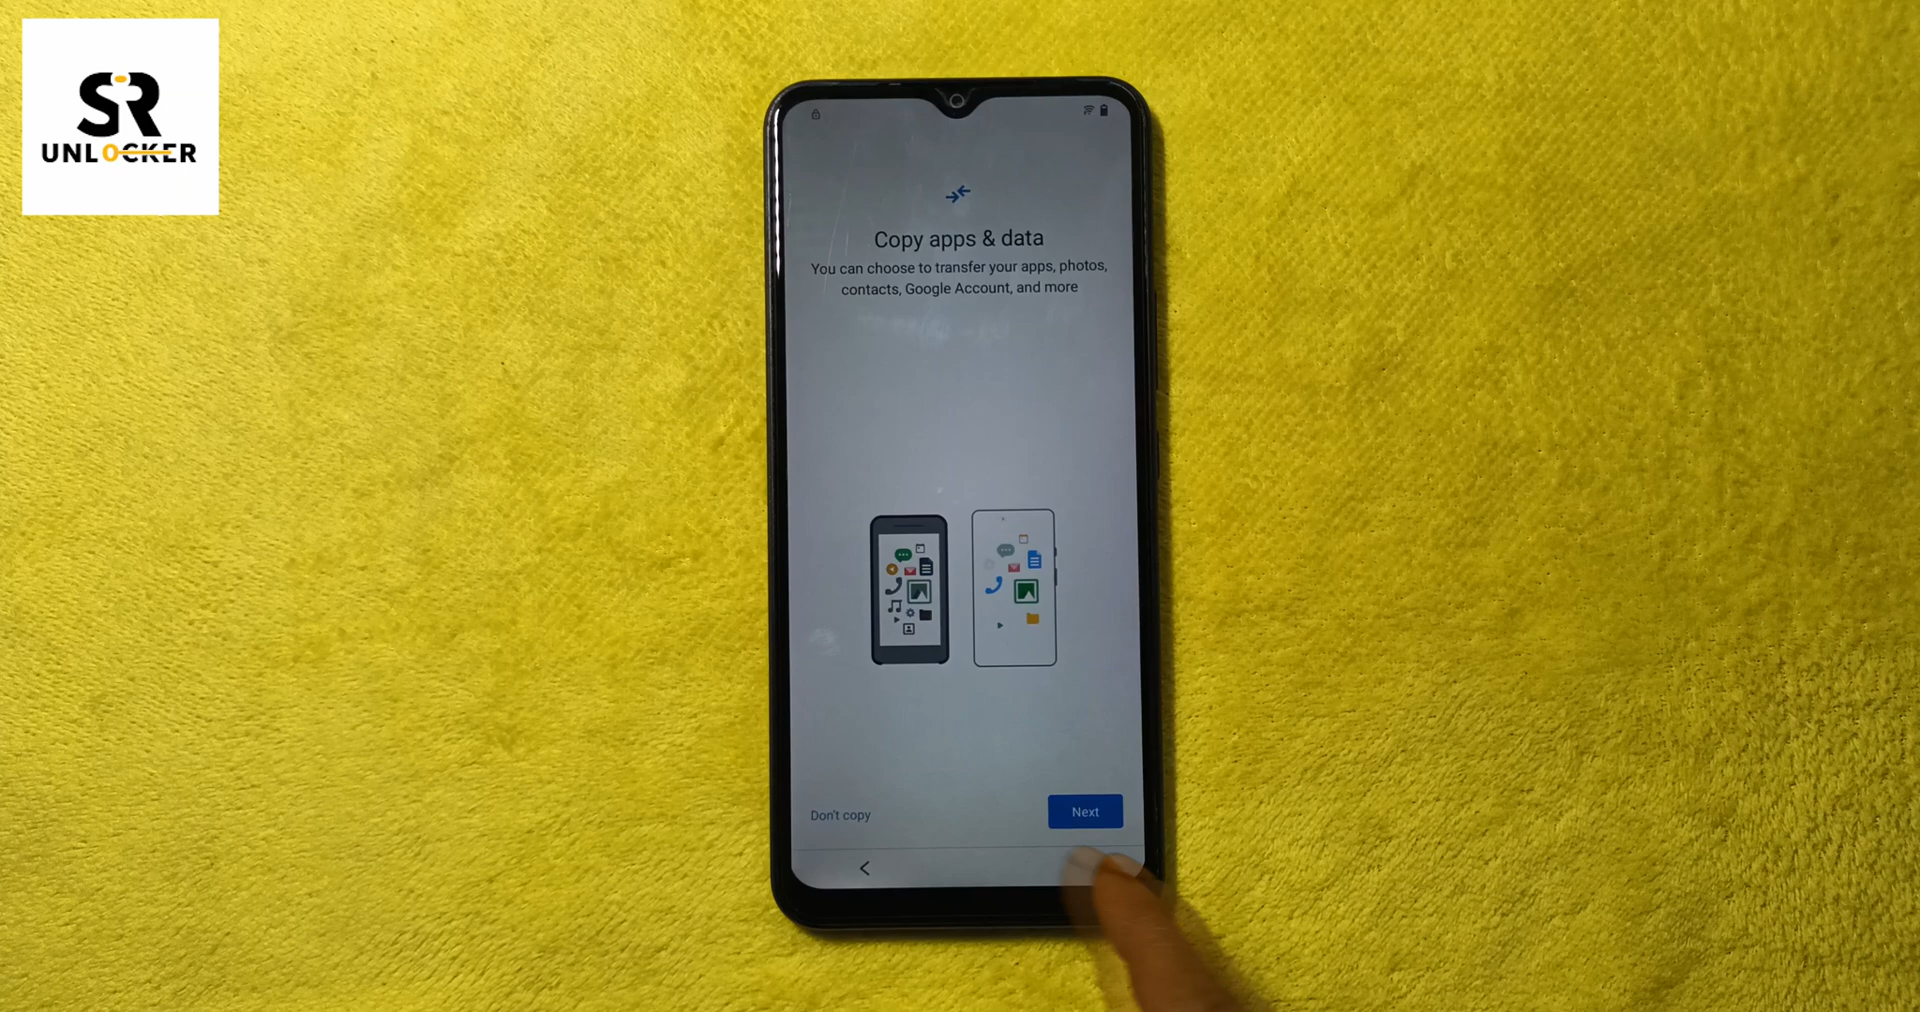 SR
UNLOCKER
Copy apps & data
You can choose to transfer your apps, photos,
contacts, Google Account, and more
Don't copy
Next